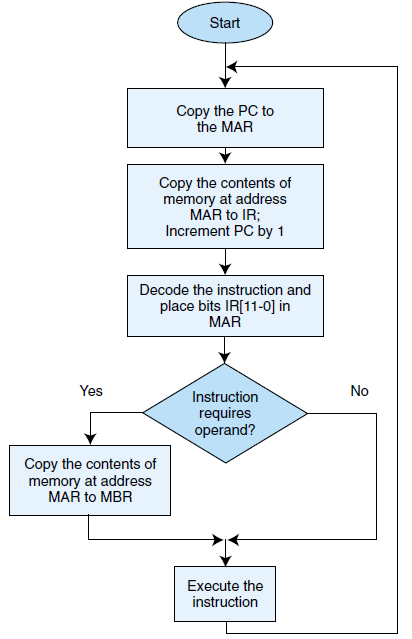 Start
Copy the PC to
the MAR
Copy the contents of
memory at address
MAR to IR;
Increment PC by 1
Decode the instruction and
place bits IR[11-0] in
MAR
Instruction
requires
operand?
Yes
No
Copy the contents of
memory at address
MAR to MBR
Execute the
instruction